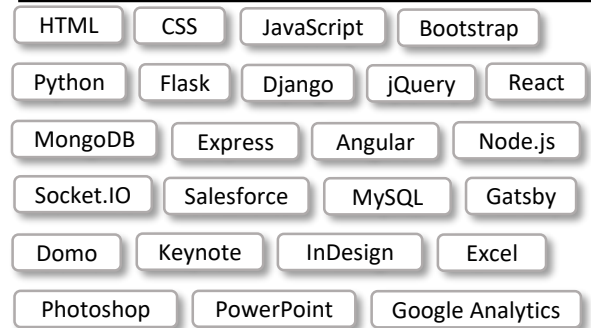 HTML CSS JavaScript Bootstrap
Python Flask Django jQuery React
MongoDB Express Angular Node.js
Socket.IO Salesforce MySQL Gatsby
Domo Keynote InDesign Excel
Photoshop PowerPoint Google Analytics